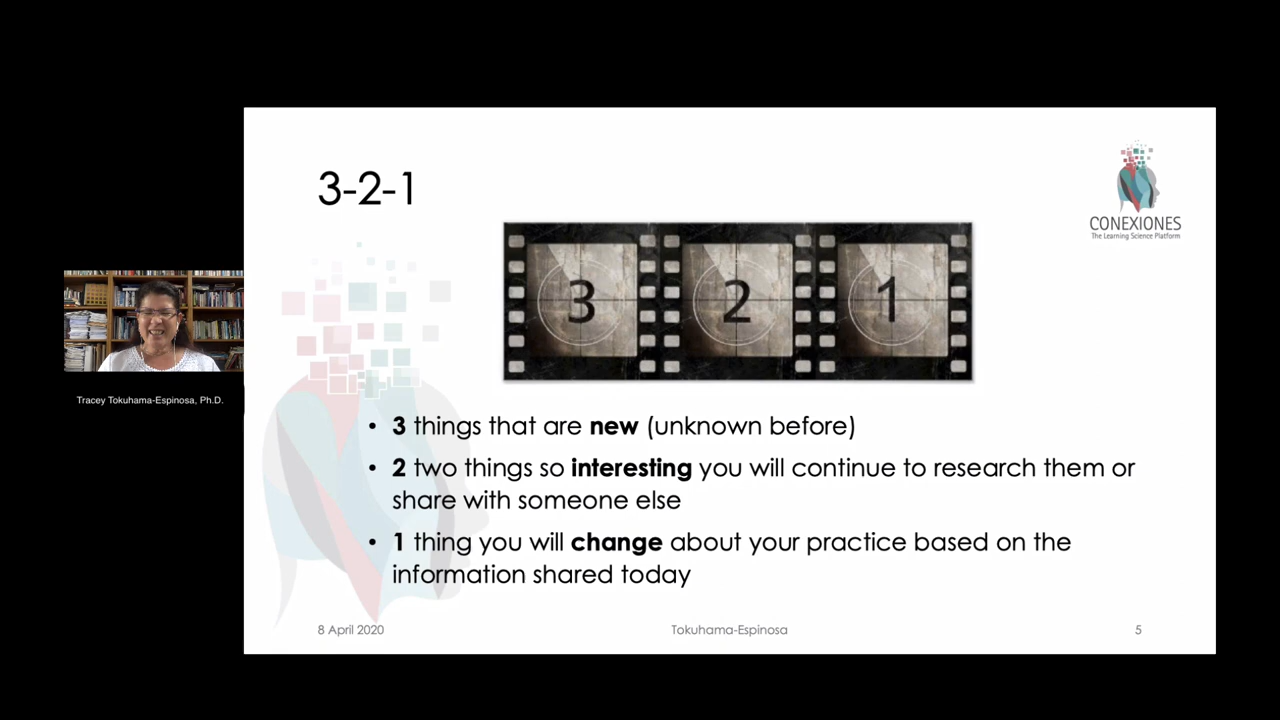 3-2-1
CONEXIONES
The Learning Science Platform
3 2 1
• 3 things that are new (unknown before)
• 2 two things so interesting you will continue to research them or
share with someone else
• 1 thing you will change about your practice based on the
information shared today
Tracey Tokuhama-Espinosa, Ph.D.
8 April 2020 Tokuhama-Espinosa 5